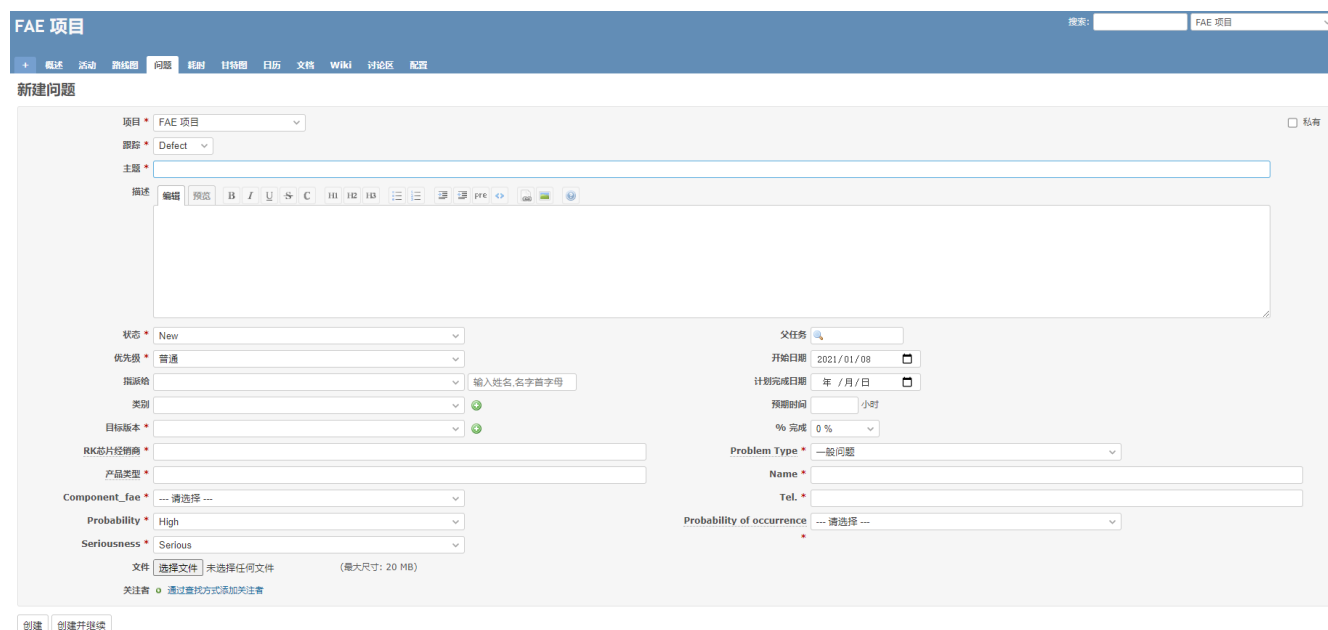 FAE 项目
搜索: FAE 项目
+ 概述 活动 路线图 问题 耗时 甘特图 日历 文档 Wiki 讨论区 配置
新建问题
项目 * FAE 项目 私有
跟踪 * Defect
主题 *
描述 编辑 预览 B I U S C H1 H2 H3 pre <>
状态 * New 父任务
优先级 * 普通 开始日期 2021/01/08
指派给 输入姓名,名字首字母 计划完成日期 年 /月/日
类别 预期时间 小时
目标版本 * % 完成 0 %
RK芯片经销商 * Problem Type * 一般问题
产品类型 * Name *
Component_fae * --- 请选择 --- Tel. *
Probability * High Probability of occurrence --- 请选择 ---
*
Seriousness * Serious
文件 选择文件 未选择任何文件 (最大尺寸: 20 MB)
关注者 通过查找方式添加关注者
创建 创建并继续